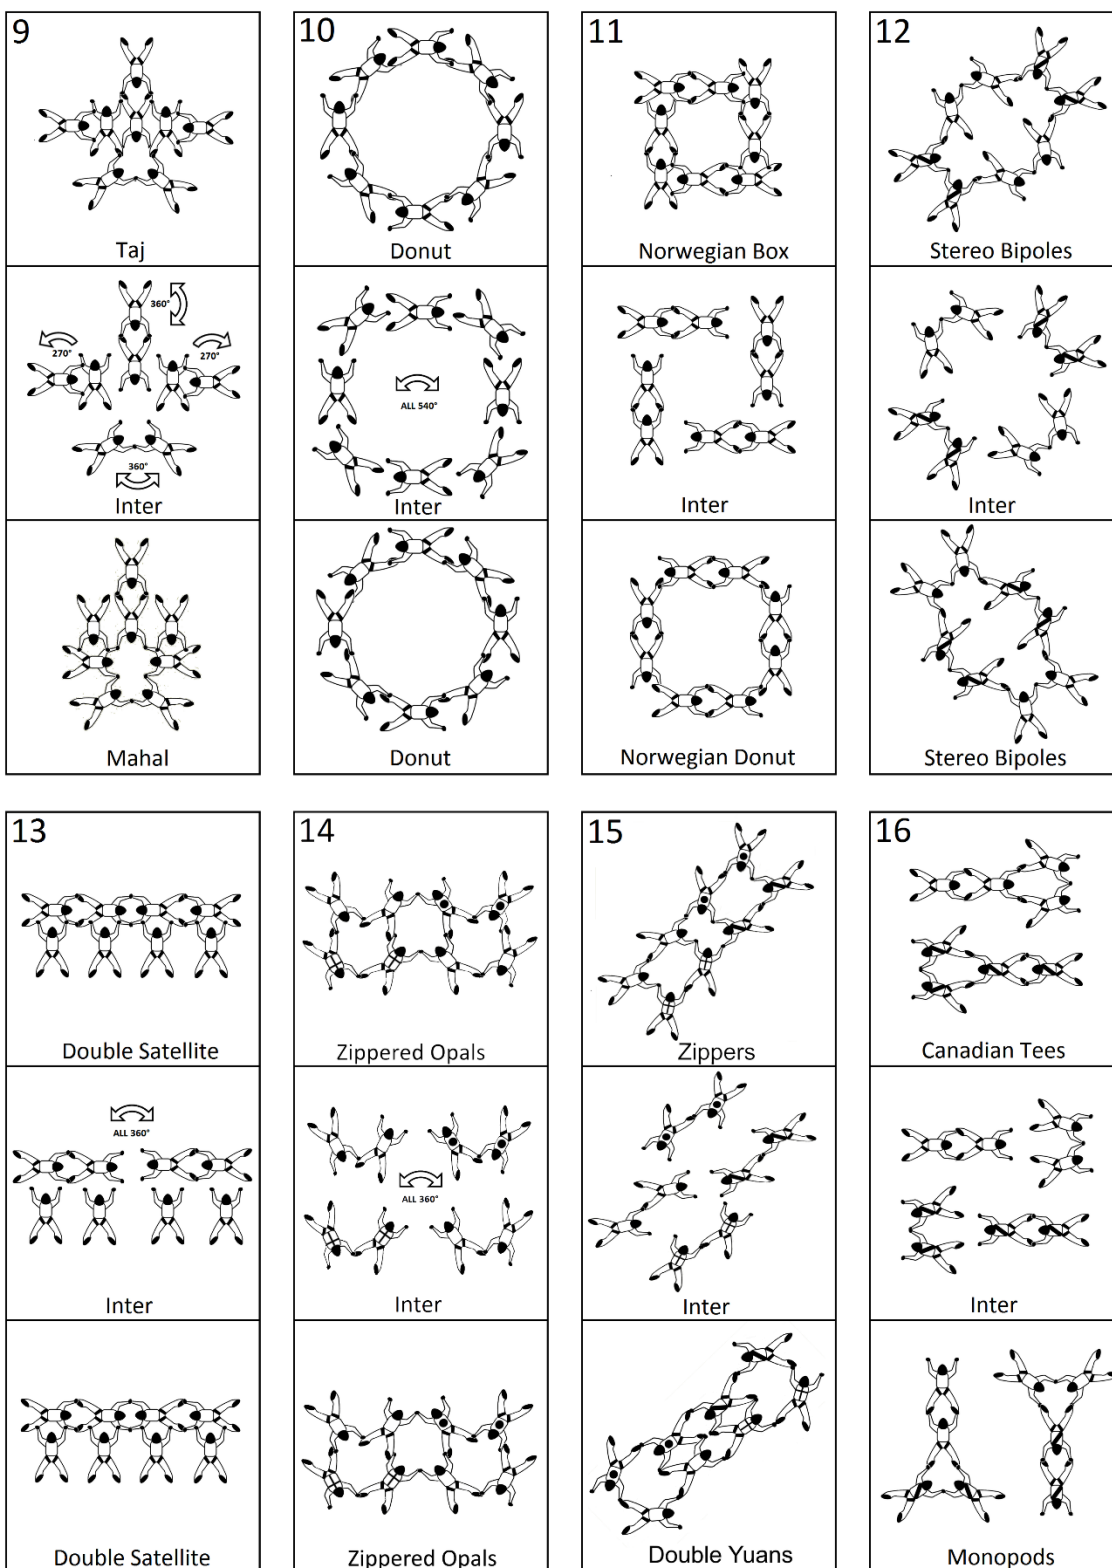 9
Taj
360°
270°
270°
360°
Inter
Mahal
10
Donut
ALL 540°
Inter
Donut
11
Norwegian Box
Inter
Norwegian Donut
12
Stereo Bipoles
Inter
Stereo Bipoles
13
Double Satellite
ALL 360°
Inter
Double Satellite
14
Zippered Opals
ALL 360°
Inter
Zippered Opals
15
Zippers
Inter
Double Yuans
16
Canadian Tees
Inter
Monopods